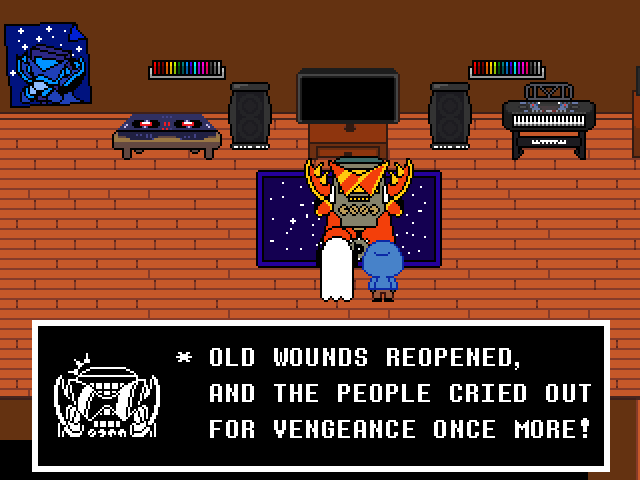 * OLD WOUNDS REOPENED,
AND THE PEOPLE CRIED OUT
FOR VENGEANCE ONCE MORE!